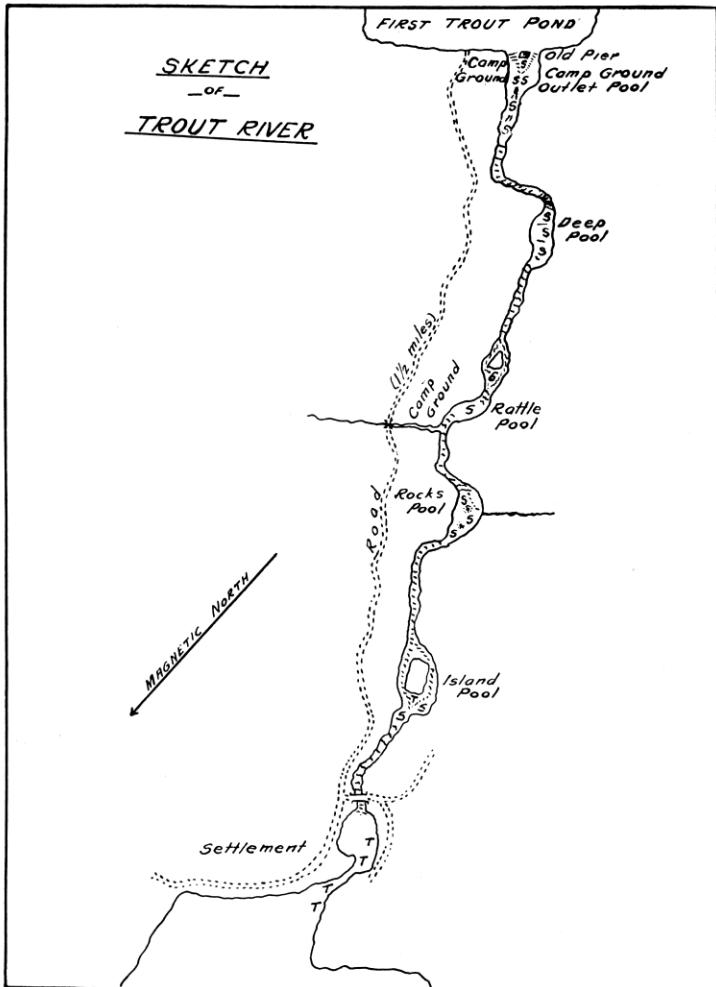 FIRST TROUT POND
SKETCH
OF
TROUT RIVER
Camp
Ground
Old Pier
Camp Ground
Outlet Pool
S
SS
S
S
S
Deep
Pool
S
S
S
(1½ miles)
Camp
Ground
S
S
Rattle
Pool
Rocks
Pool
S
S
S
Road
MAGNETIC NORTH
Island
Pool
T
S
S
Settlement
T
T
T
T